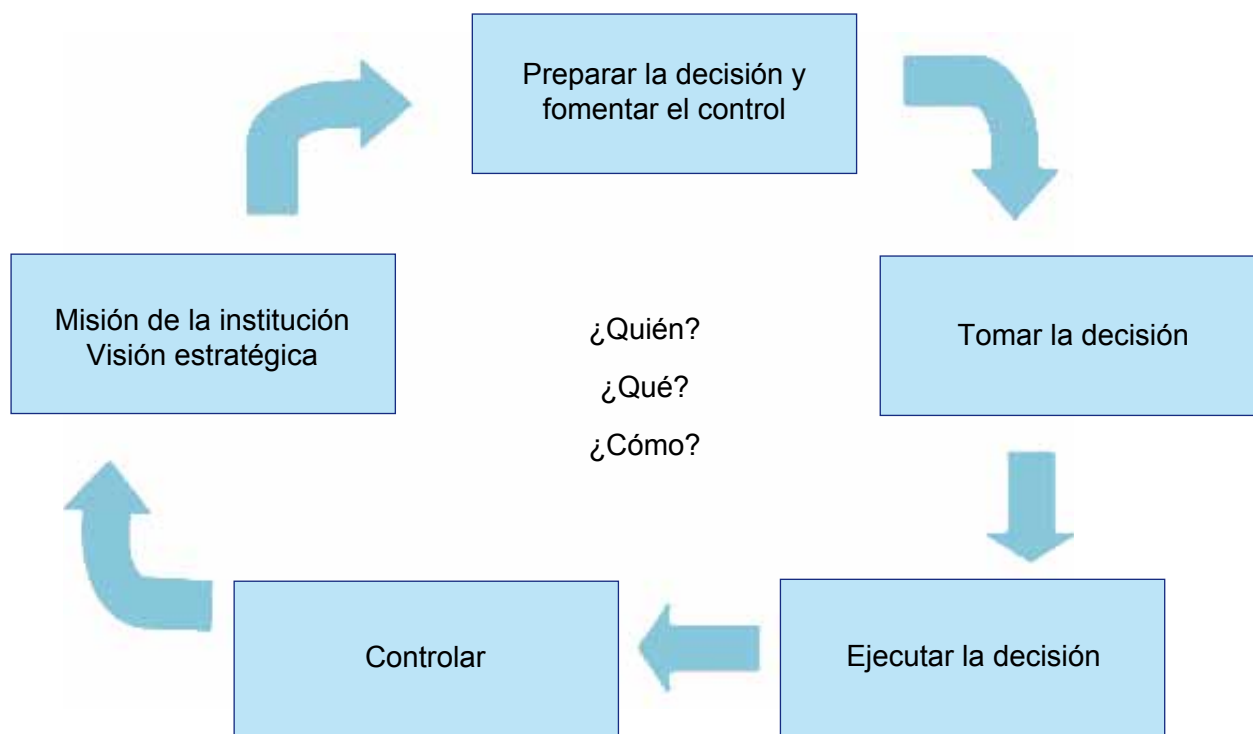 Preparar la decisión y
fomentar el control
Misión de la institución
Visión estratégica
¿Quién?
¿Qué?
¿Cómo?
Tomar la decisión
Controlar
Ejecutar la decisión